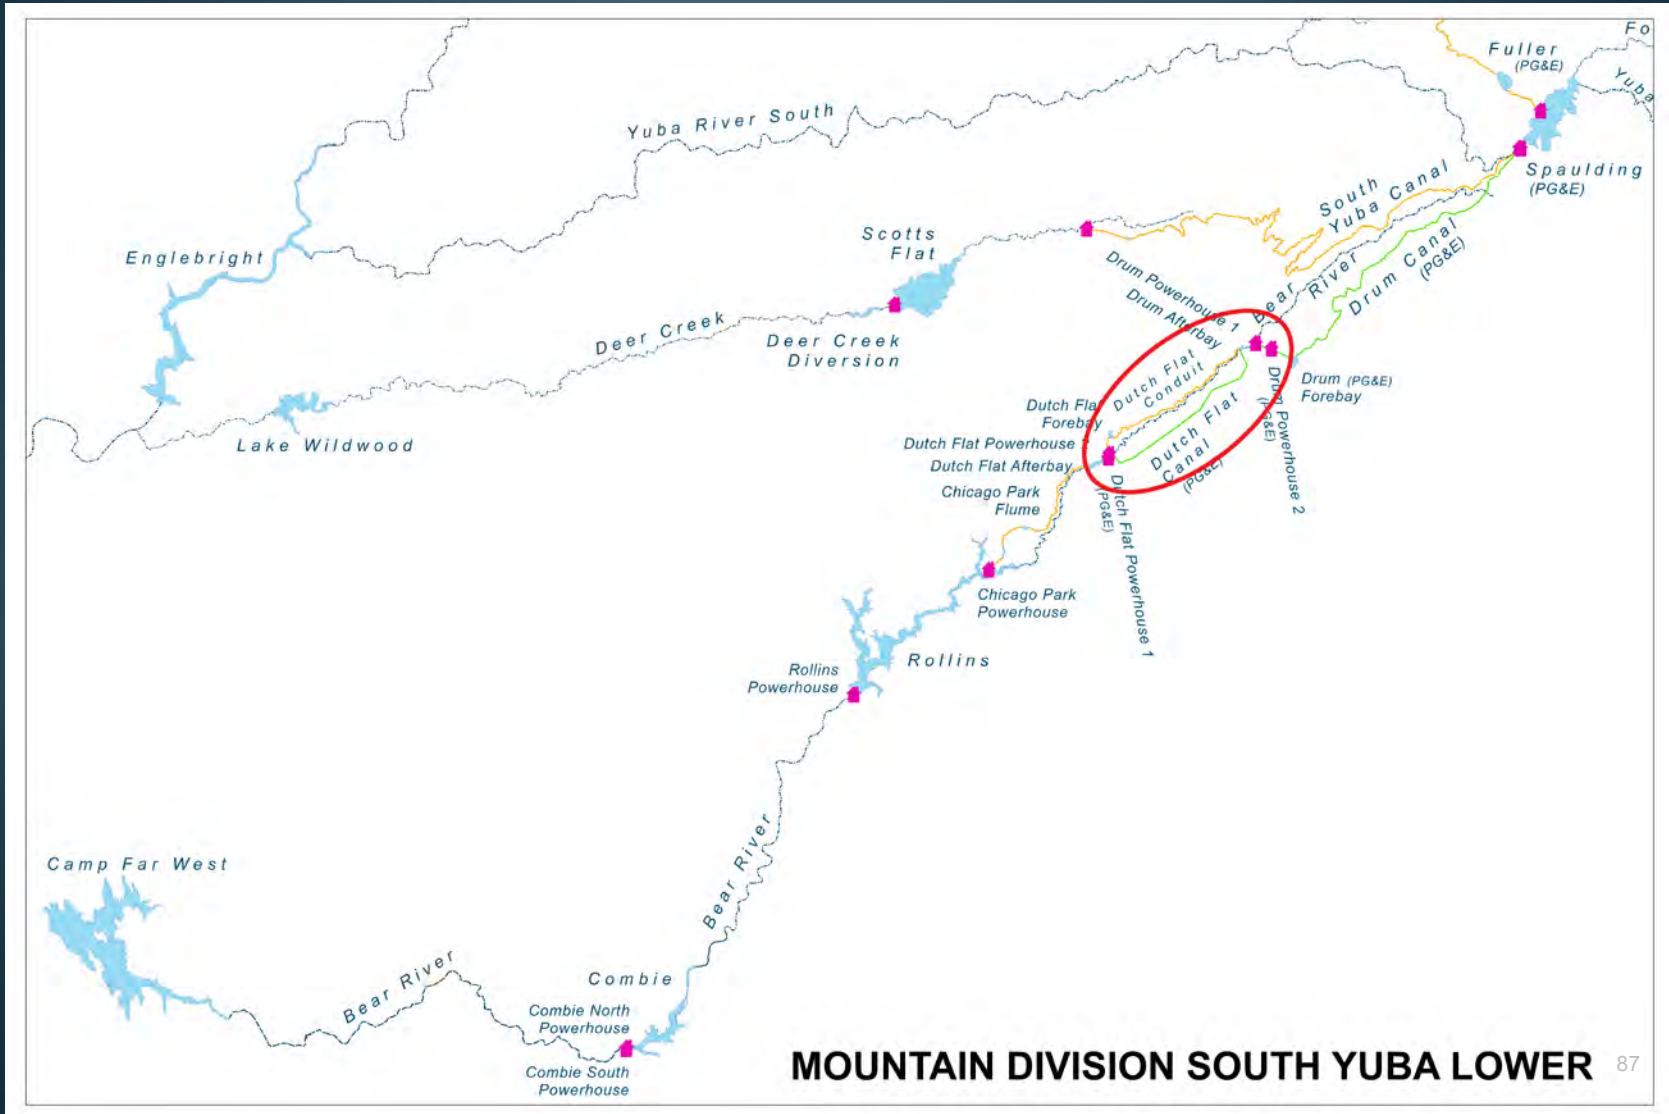 Fo
Fuller
(PG&E)
Yuba
Yuba River South
Spaulding
(PG&E)
South
Yuba Canal
Scotts
Flat
Englebright
Drum Canal
(PG&E)
Bear River
Drum Powerhouse 1
Drum Afterbay
Deer Creek
Deer Creek
Diversion
Dutch Flat
Conduit
Drum (PG&E)
Forebay
Dutch Flat
Forebay
Drum Powerhouse 2
(PG&E)
Dutch Flat
Canal
(PG&E)
Lake Wildwood
Dutch Flat Powerhouse
Dutch Flat Afterbay
Chicago Park
Flume
Dutch Flat Powerhouse 1
(PG&E)
Chicago Park
Powerhouse
Rollins
Rollins
Powerhouse
Bear River
Camp Far West
Bear River
Combie
Combie North
Powerhouse
Combie South
Powerhouse
MOUNTAIN DIVISION SOUTH YUBA LOWER
87